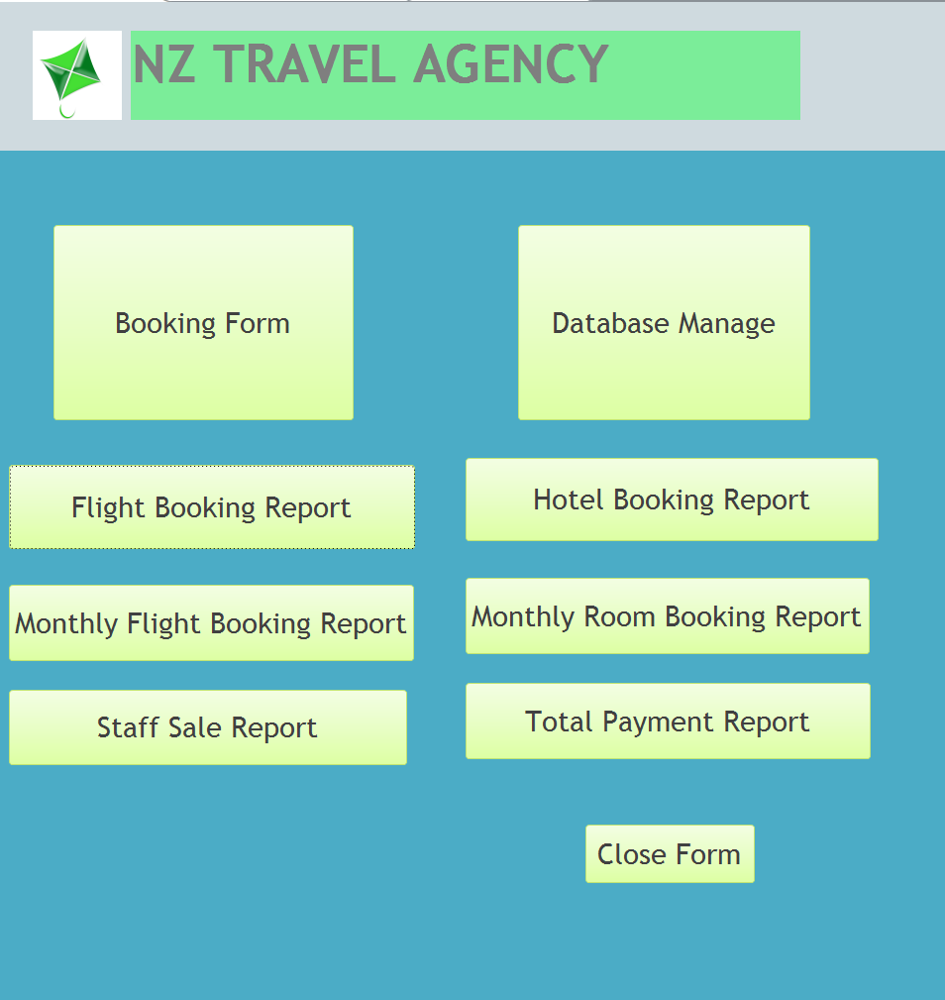 NZ TRAVEL AGENCY
Booking Form
Database Manage
Flight Booking Report
Hotel Booking Report
Monthly Flight Booking Report
Monthly Room Booking Report
Staff Sale Report
Total Payment Report
Close Form